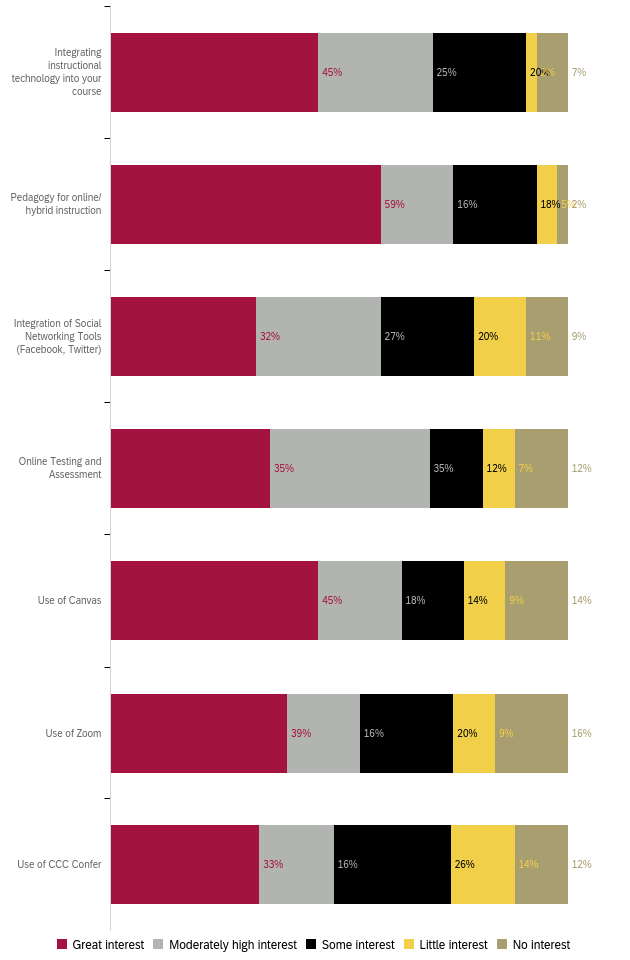 Integrating
instructional
technology into your
course
45%
25%
20%
7%
Pedagogy for online/
hybrid instruction
59%
16%
18%
5%
2%
Integration of Social
Networking Tools
(Facebook, Twitter)
32%
27%
20%
11%
9%
Online Testing and
Assessment
35%
35%
12%
7%
12%
Use of Canvas
45%
18%
14%
9%
14%
Use of Zoom
39%
16%
20%
9%
16%
Use of CCC Confer
33%
16%
26%
14%
12%
Great interest Moderately high interest Some interest Little interest No interest